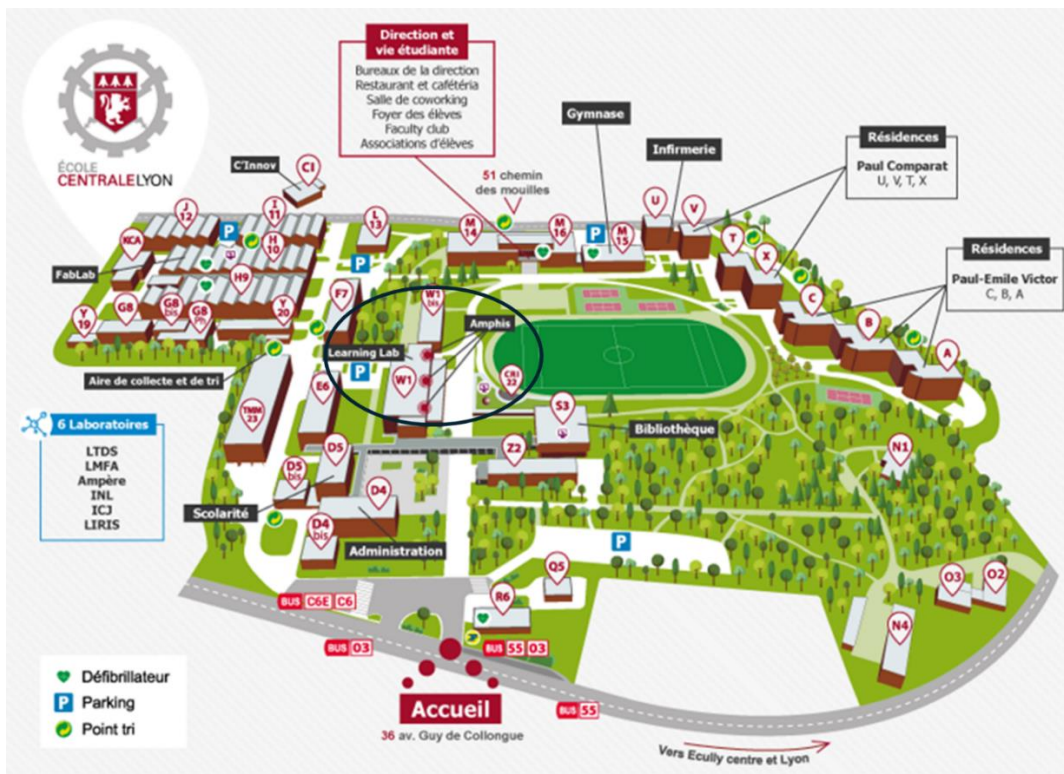 ÉCOLE
CENTRALELYON
Direction et
vie étudiante
Bureaux de la direction
Restaurant et cafétéria
Salle de coworking
Foyer des élèves
Faculty club
Associations d'élèves
51 chemin
des mouilles
Gymnase
Infirmerie
Résidences
Paul Comparat
U, V, T, X
Résidences
Paul-Emile Victor
C, B, A
C'Innov
CI
J
12
I
11
L
13
M
14
M
16
M
15
U
V
T
X
C
B
A
KCA
FabLab
P
H
10
H9
P
P
G8
G8
bis
G8
Ph
Y
19
Y
20
F7
W1
bis
Amphis
Learning Lab
W1
P
CRI
22
Aire de collecte et de tri
E6
TMM
23
S3
Bibliothèque
6 Laboratoires
LTDS
LMFA
Ampère
INL
ICJ
LIRIS
D5
D5
bis
Z2
N1
Scolarité
D4
D4
bis
Administration
P
Q5
R6
O3
O2
N4
BUS C6E C6
BUS 03
BUS 55 03
BUS 55
Défibrillateur
P Parking
Point tri
Accueil
36 av. Guy de Collongue
Vers Ecully centre et Lyon